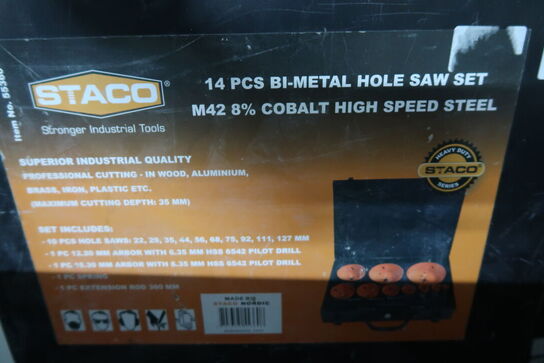 Item No. 55300
STACO®
Stronger Industrial Tools
14 PCS BI-METAL HOLE SAW SET
M42 8% COBALT HIGH SPEED STEEL
SUPERIOR INDUSTRIAL QUALITY
PROFESSIONAL CUTTING - IN WOOD, ALUMINIUM,
BRASS, IRON, PLASTIC ETC.
(MAXIMUM CUTTING DEPTH: 35 MM)
HEAVY DUTY
STACO®
SERIES
SET INCLUDES:
- 10 PCS HOLE SAWS: 22, 29, 35, 44, 56, 68, 75, 92, 111, 127 MM
- 1 PC 12.30 MM ARBOR WITH 6.35 MM HSS 6542 PILOT DRILL
- 1 PC 15.30 MM ARBOR WITH 6.35 MM HSS 6542 PILOT DRILL
- 1 PC SPRING
- 1 PC EXTENSION ROD 300 MM
MADE BY
STACO NORDIC